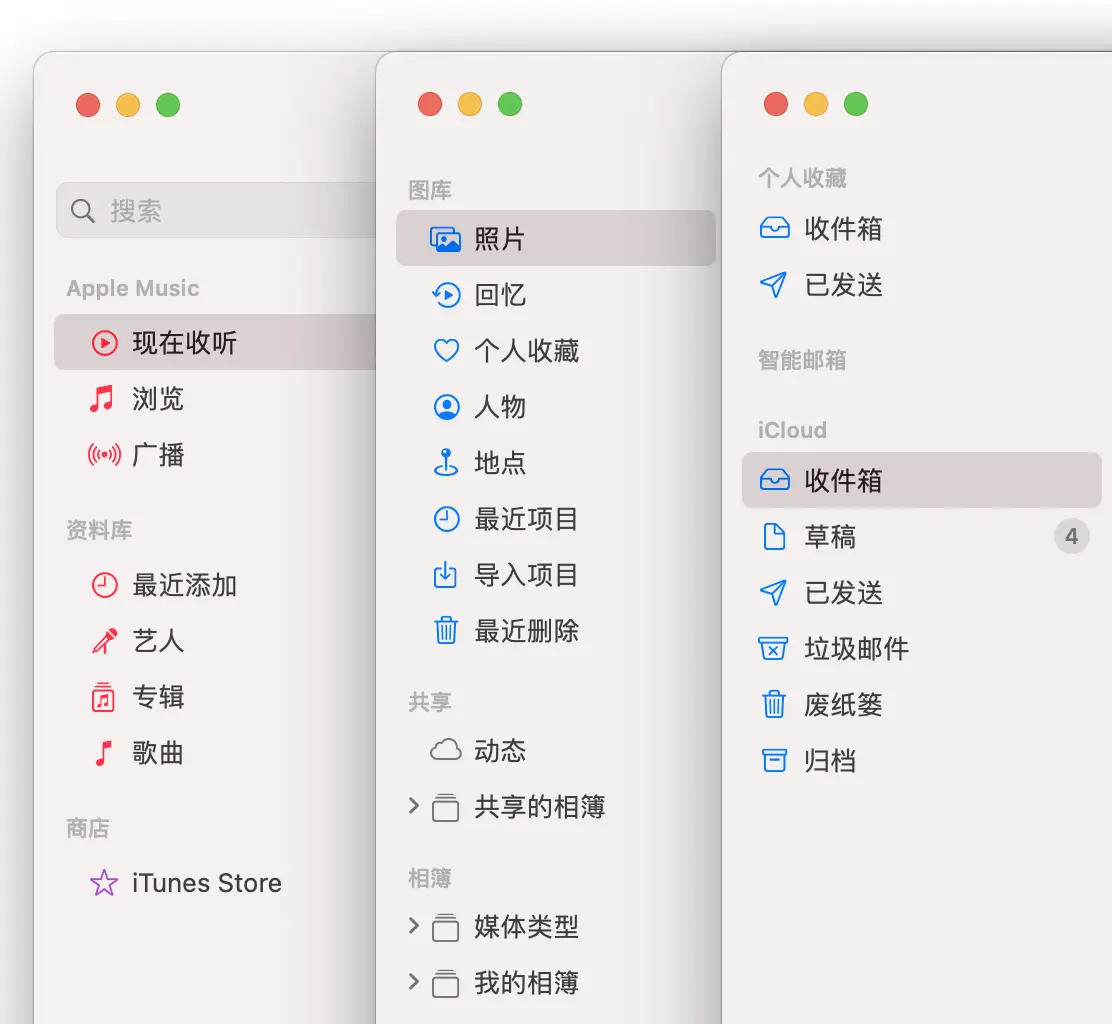 搜索
Apple Music
现在收听
浏览
广播
资料库
最近添加
艺人
专辑
歌曲
商店
iTunes Store
图库
照片
回忆
个人收藏
人物
地点
最近项目
导入项目
最近删除
共享
动态
共享的相簿
相簿
媒体类型
我的相簿
个人收藏
收件箱
已发送
智能邮箱
iCloud
收件箱
草稿 4
已发送
垃圾邮件
废纸篓
归档